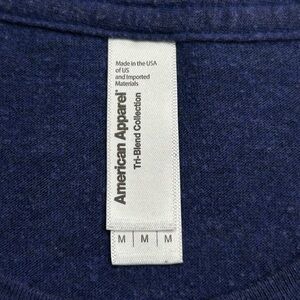 Made in the USA
of US
and Imported
Materials
American Apparel®
Tri-Blend Collection
M M M